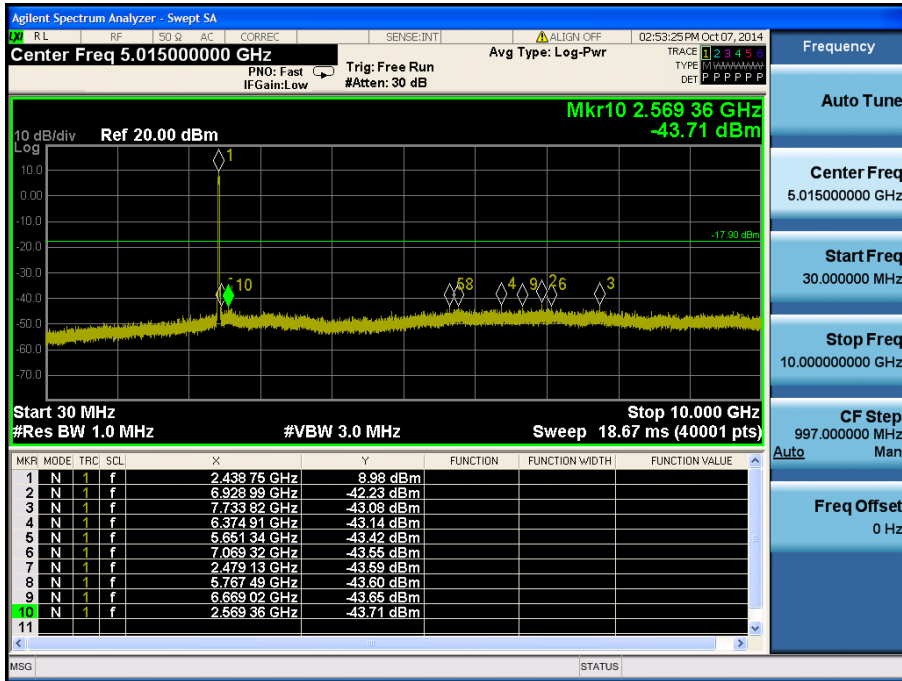 Agilent Spectrum Analyzer - Swept SA
LXI RL RF 50 Ω AC CORREC SENSE:INT ALIGN OFF 02:53:25PM Oct 07, 2014
Center Freq 5.015000000 GHz
PNO: Fast
IFGain:Low
Trig: Free Run
#Atten: 30 dB
Avg Type: Log-Pwr
TRACE 1 2 3 4 5 6
TYPE M WWWWW
DET P P P P P P
Mkr10 2.569 36 GHz
-43.71 dBm
10 dB/div Ref 20.00 dBm
Log
10.0
0.00
-10.0
-20.0
-30.0
-40.0
-50.0
-60.0
-70.0
-17.90 dBm
1
10
58 4 9 26 3
Start 30 MHz Stop 10.000 GHz
#Res BW 1.0 MHz #VBW 3.0 MHz Sweep 18.67 ms (40001 pts)
MKR MODE TRC SCL X Y FUNCTION FUNCTION WIDTH FUNCTION VALUE
1 N 1 f 2.438 75 GHz 8.98 dBm
2 N 1 f 6.928 99 GHz -42.23 dBm
3 N 1 f 7.733 82 GHz -43.08 dBm
4 N 1 f 6.374 91 GHz -43.14 dBm
5 N 1 f 5.651 34 GHz -43.42 dBm
6 N 1 f 7.069 32 GHz -43.55 dBm
7 N 1 f 2.479 13 GHz -43.59 dBm
8 N 1 f 5.767 49 GHz -43.60 dBm
9 N 1 f 6.669 02 GHz -43.65 dBm
10 N 1 f 2.569 36 GHz -43.71 dBm
11
MSG STATUS
Frequency
Auto Tune
Center Freq
5.015000000 GHz
Start Freq
30.000000 MHz
Stop Freq
10.000000000 GHz
CF Step
997.000000 MHz
Auto Man
Freq Offset
0 Hz